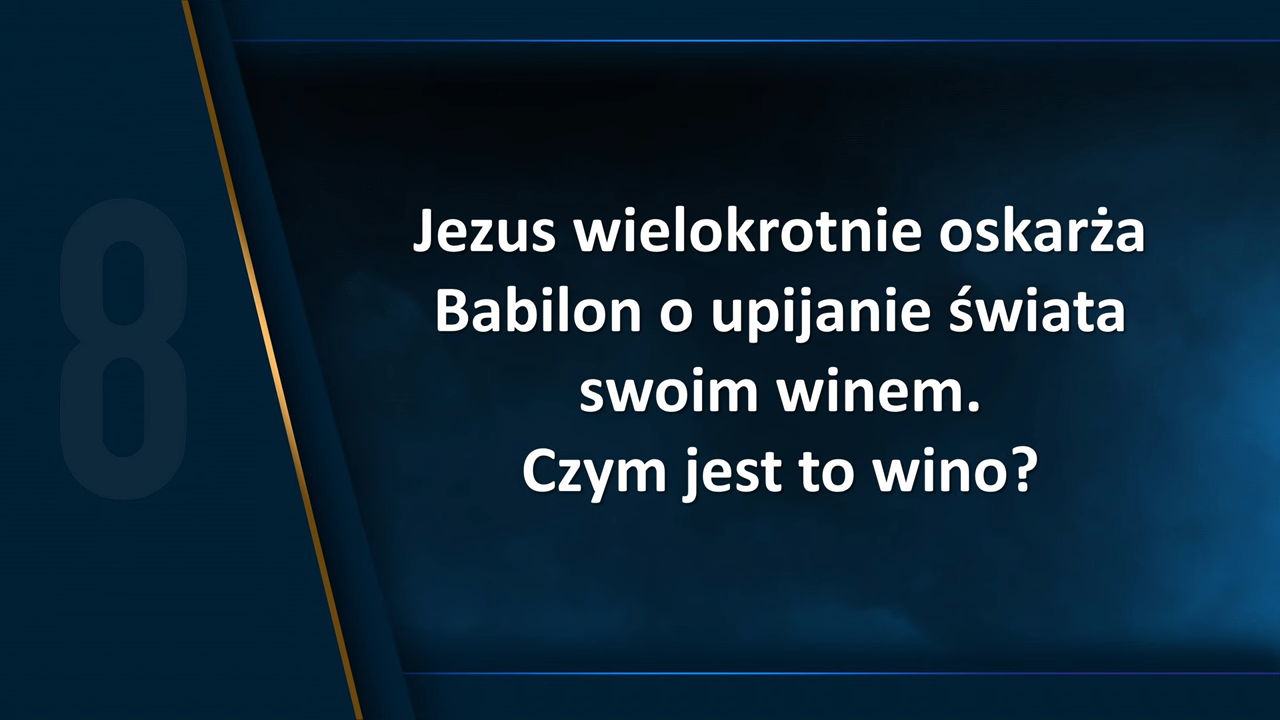 8
Jezus wielokrotnie oskarża
Babilon o upijanie świata
swoim winem.
Czym jest to wino?